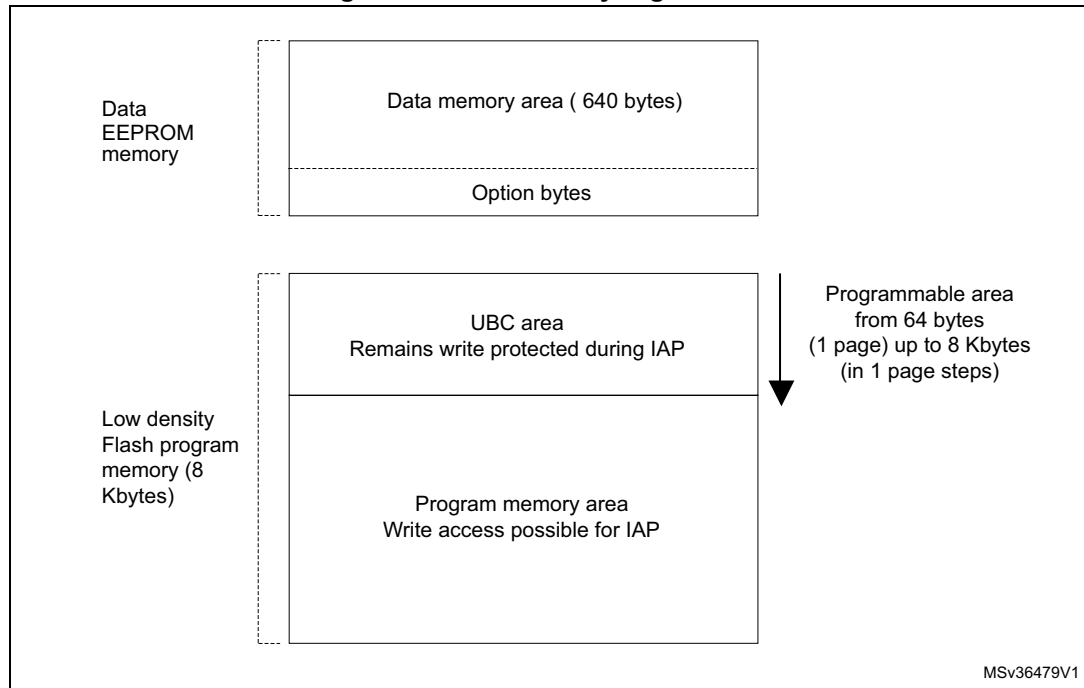 Data
EEPROM
memory
Data memory area ( 640 bytes)
Option bytes
Low density
Flash program
memory (8
Kbytes)
UBC area
Remains write protected during IAP
Program memory area
Write access possible for IAP
Programmable area
from 64 bytes
(1 page) up to 8 Kbytes
(in 1 page steps)
MSv36479V1